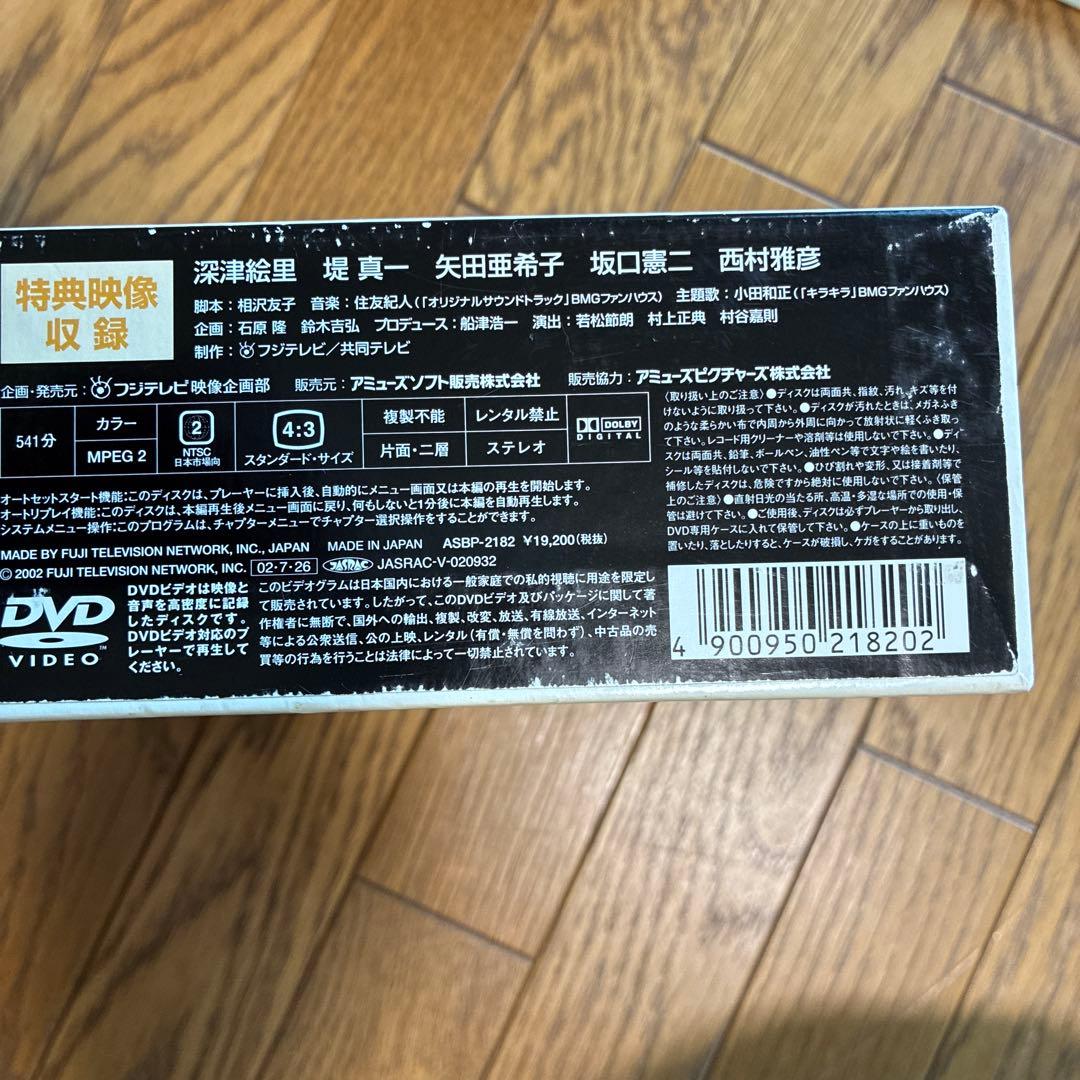 特典映像
収録
深津絵里 堤 真一 矢田亜希子 坂口憲二 西村雅彦
脚本：相沢友子 音楽：住友紀人(｢オリジナルサウンドトラック｣BMGファンハウス) 主題歌：小田和正(｢キラキラ｣BMGファンハウス)
企画：石原 隆 鈴木吉弘 プロデュース：船津浩一 演出：若松節朗 村上正典 村谷嘉則
制作：フジテレビ／共同テレビ
企画・発売元：フジテレビ映像企画部 販売元：アミューズソフト販売株式会社 販売協力：アミューズピクチャーズ株式会社
541分
カラー
MPEG 2
2
NTSC
日本市場向
4:3
スタンダード・サイズ
複製不能
片面・二層
レンタル禁止
ステレオ
DOLBY
DIGITAL
〈取り扱い上のご注意〉●ディスクは両面共、指紋、汚れ、キズ等を付
けないように取り扱って下さい。●ディスクが汚れたときは、メガネふき
のような柔らかい布で内周から外周に向かって放射状に軽くふき取っ
て下さい。レコード用クリーナーや溶剤等は使用しないで下さい。●ディ
スクは両面共、鉛筆、ボールペン、油性ペン等で文字や絵を書いたり、
シール等を貼付しないで下さい。●ひび割れや変形、又は接着剤等で
補修したディスクは、危険ですから絶対に使用しないで下さい。〈保管
上のご注意〉●直射日光の当たる所、高温・多湿な場所での使用・保
管は避けて下さい。●ご使用後、ディスクは必ずプレーヤーから取り出し、
DVD専用ケースに入れて保管して下さい。●ケースの上に重いものを
置いたり、落としたりすると、ケースが破損し、ケガをすることがあります。
オートセットスタート機能：このディスクは、プレーヤーに挿入後、自動的にメニュー画面又は本編の再生を開始します。
オートリプレイ機能：このディスクは、本編再生後メニュー画面に戻り、何もしないと1分後に本編を自動再生します。
システムメニュー操作：このプログラムは、チャプターメニューでチャプター選択操作をすることができます。
MADE BY FUJI TELEVISION NETWORK, INC., JAPAN MADE IN JAPAN ASBP-2182 ¥19,200(税抜)
© 2002 FUJI TELEVISION NETWORK, INC. 02・7・26 JASRAC JASRAC-V-020932
DVD
VIDEO
DVDビデオは映像と
音声を高密度に記録
したディスクです。
DVDビデオ対応のプ
レーヤーで再生して
ください。
このビデオグラムは日本国内における一般家庭での私的視聴に用途を限定し
て販売されています。したがって、このDVDビデオ及びパッケージに関して著
作権者に無断で、国外への輸出、複製、改変、放送、有線放送、インターネット
等による公衆送信、公の上映、レンタル(有償・無償を問わず)、中古品の売
買等の行為を行うことは法律によって一切禁止されています。
4 900950 218202